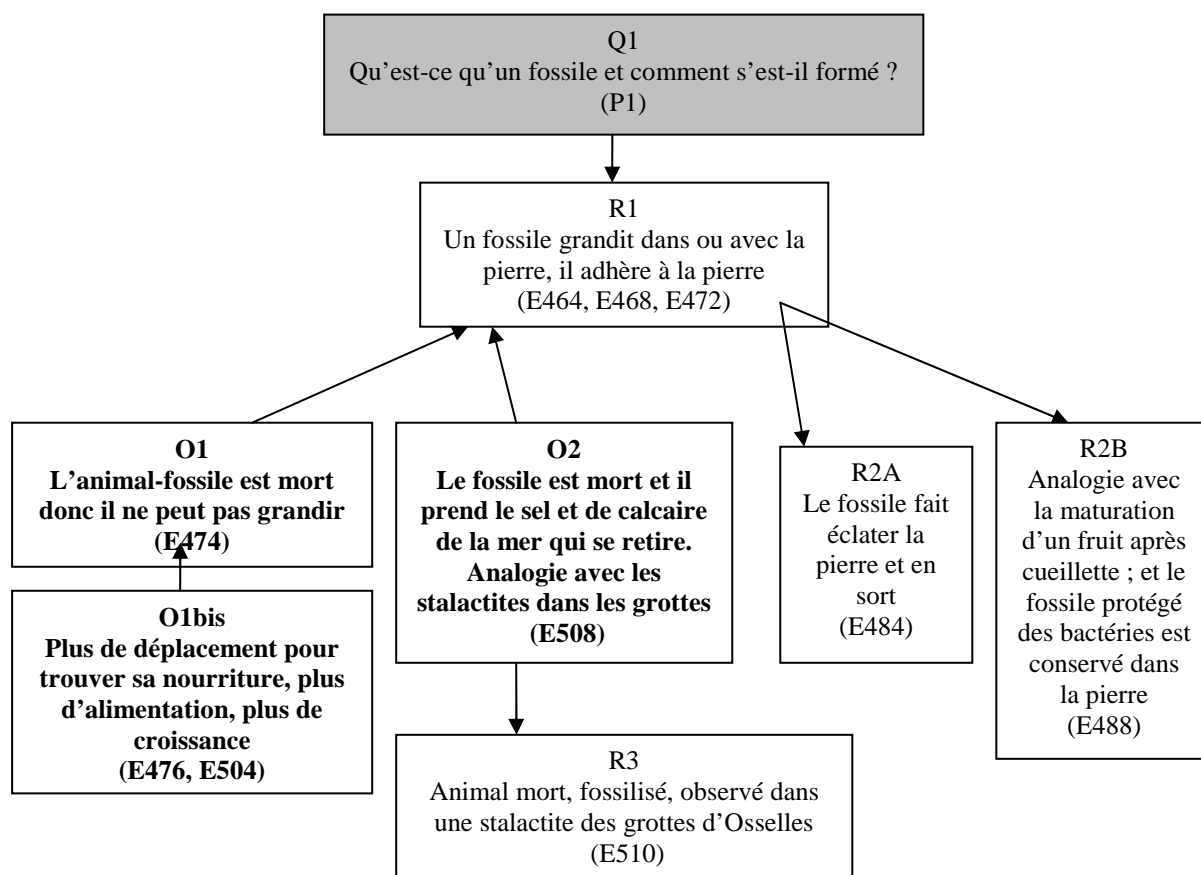 Q1
Qu’est-ce qu’un fossile et comment s’est-il formé ?
(P1)
R1
Un fossile grandit dans ou avec la
pierre, il adhère à la pierre
(E464, E468, E472)
O1
L’animal-fossile est mort
donc il ne peut pas grandir
(E474)
O1bis
Plus de déplacement pour
trouver sa nourriture, plus
d’alimentation, plus de
croissance
(E476, E504)
O2
Le fossile est mort et il
prend le sel et de calcaire
de la mer qui se retire.
Analogie avec les
stalactites dans les grottes
(E508)
R2A
Le fossile fait
éclater la
pierre et en
sort
(E484)
R2B
Analogie avec
la maturation
d’un fruit après
cueillette ; et le
fossile protégé
des bactéries est
conservé dans
la pierre
(E488)
R3
Animal mort, fossilisé, observé dans
une stalactite des grottes d’Osselles
(E510)